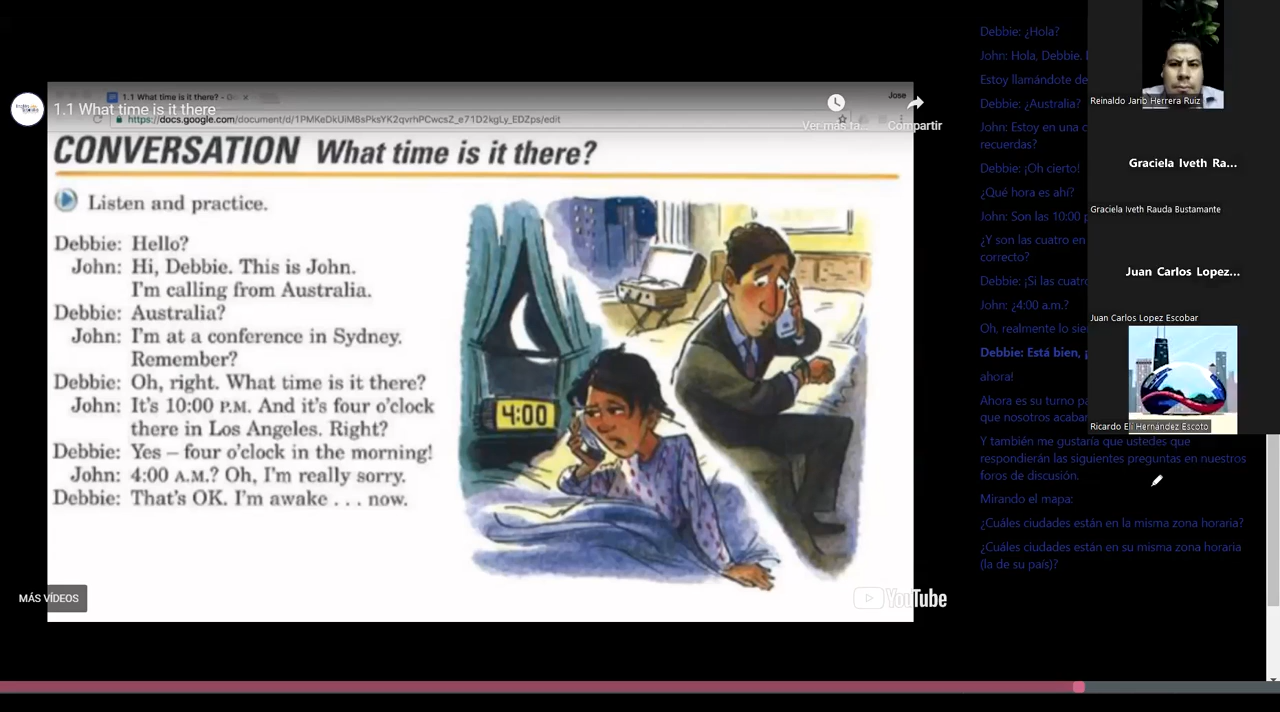 1.1 What time is it there? -
Jose
1.1 What time is it there
https://docs.google.com/document/d/1PMKeDkUiM8sPksYK2qvrhPCwcsZ_e71D2kgLy_EDZps/edit
Ver más
Compartir
CONVERSATION What time is it there?
Listen and practice.
Debbie: Hello?
John: Hi, Debbie. This is John.
I'm calling from Australia.
Debbie: Australia?
John: I'm at a conference in Sydney.
Remember?
Debbie: Oh, right. What time is it there?
John: It's 10:00 P.M. And it's four o'clock
there in Los Angeles. Right?
Debbie: Yes – four o'clock in the morning!
John: 4:00 A.M.? Oh, I'm really sorry.
Debbie: That's OK. I'm awake . . . now.
4:00
MÁS VÍDEOS
YouTube
Debbie: ¿Hola?
John: Hola, Debbie.
Estoy llamándote de
Debbie: ¿Australia?
John: Estoy en una
recuerdas?
Debbie: ¡Oh cierto!
¿Qué hora es ahí?
John: Son las 10:00
¿Y son las cuatro en
correcto?
Debbie: ¡Si las cuatro
John: ¿4:00 a.m.?
Oh, realmente lo
Debbie: Está bien,
ahora!
Ahora es su turno
que nosotros
Y también me gustaría que ustedes que
respondierán las siguientes preguntas en nuestros
foros de discusión.
Mirando el mapa:
¿Cuáles ciudades están en la misma zona horaria?
¿Cuáles ciudades están en su misma zona horaria
(la de su país)?
Reinaldo Jarib Herrera Ruiz
Graciela Iveth Ra...
Graciela Iveth Rauda Bustamante
Juan Carlos Lopez...
Juan Carlos Lopez Escobar
Ricardo Eli Hernández Escoto